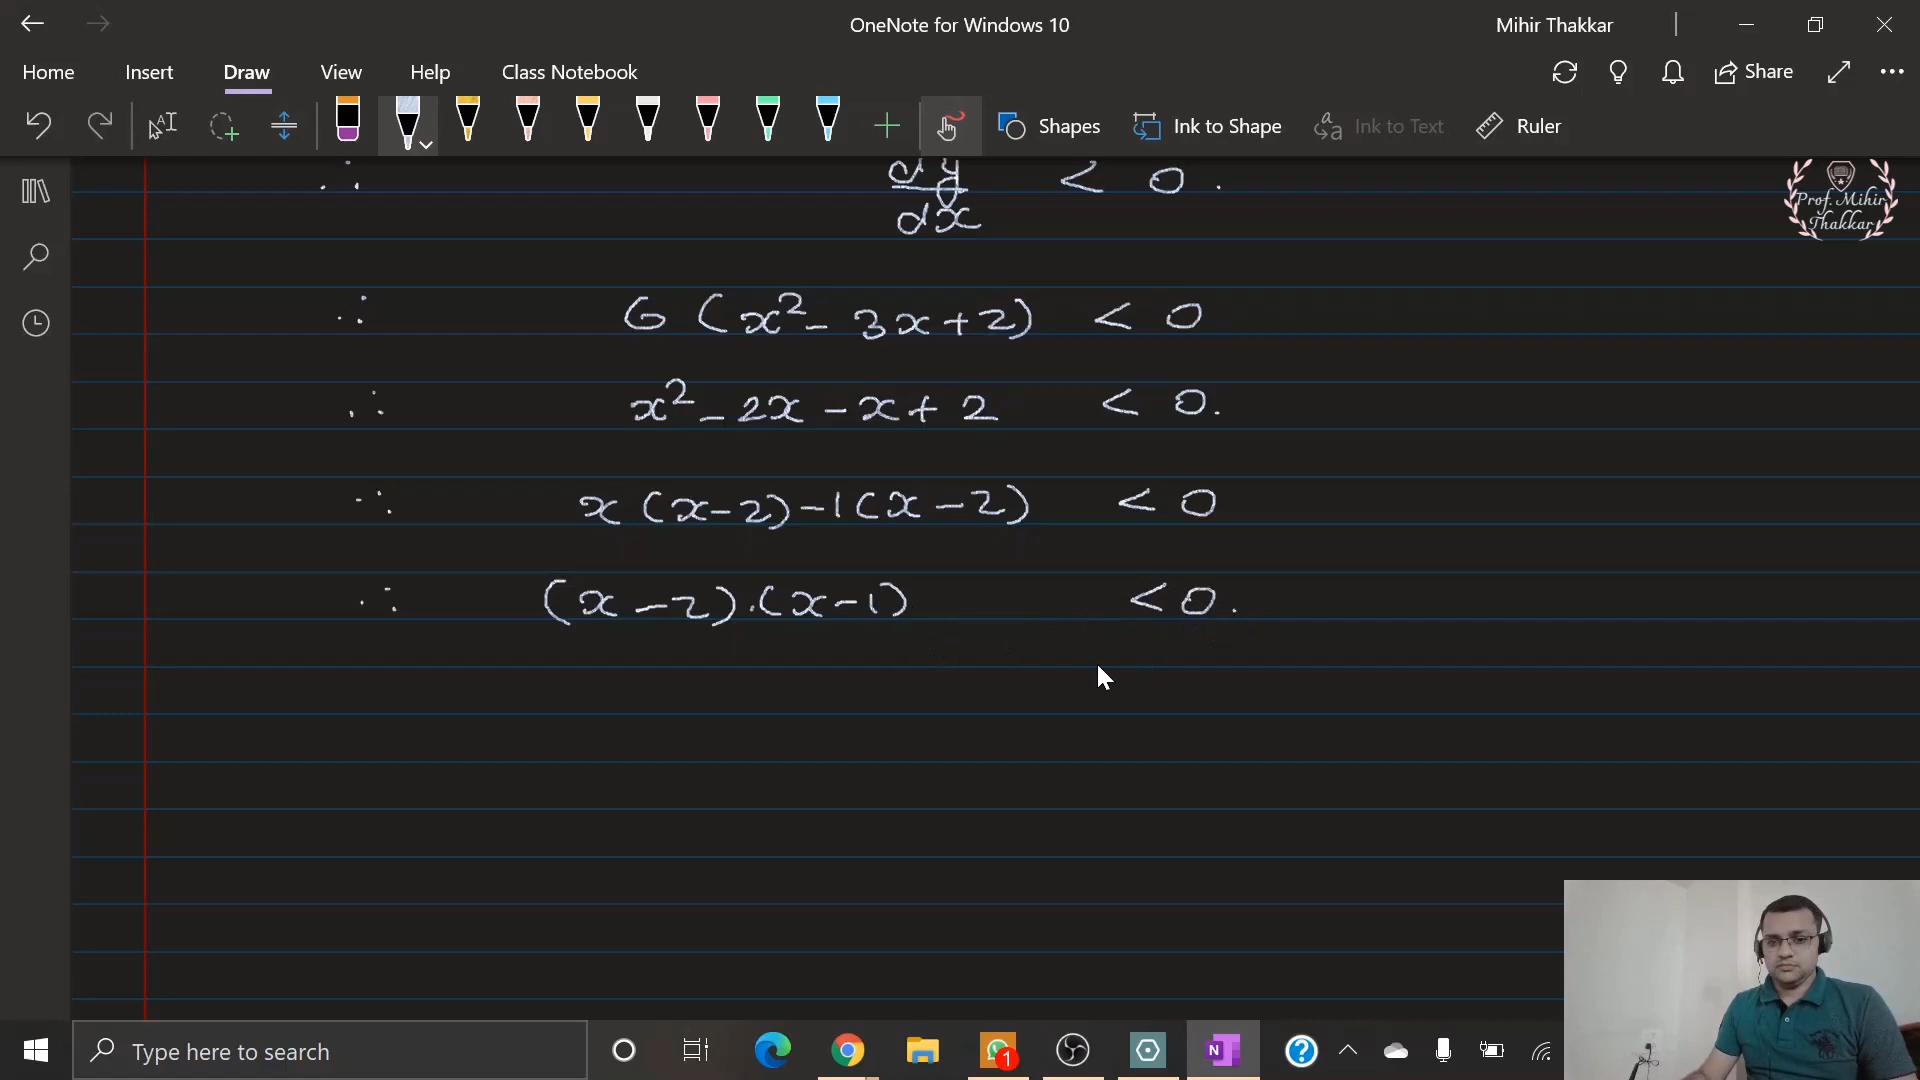 OneNote for Windows 10
Mihir Thakkar
Home Insert Draw View Help Class Notebook
Share
Shapes Ink to Shape Ink to Text Ruler
Prof. Mihir
Thakkar
∴ dy/dx < 0.
∴ 6 (x² - 3x + 2) < 0
∴ x² - 2x - x + 2 < 0.
∴ x (x - 2) - 1 (x - 2) < 0
∴ (x - 2) . (x - 1) < 0.
Type here to search
1